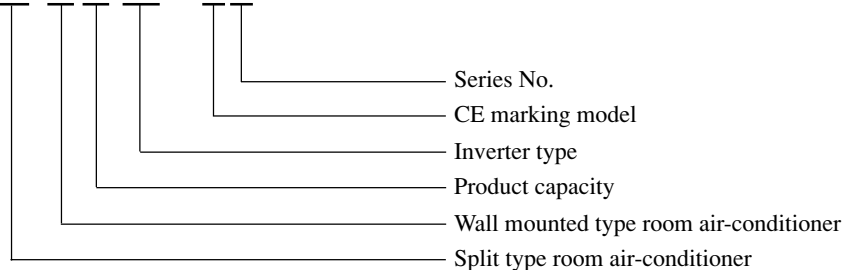 Series No.
CE marking model
Inverter type
Product capacity
Wall mounted type room air-conditioner
Split type room air-conditioner